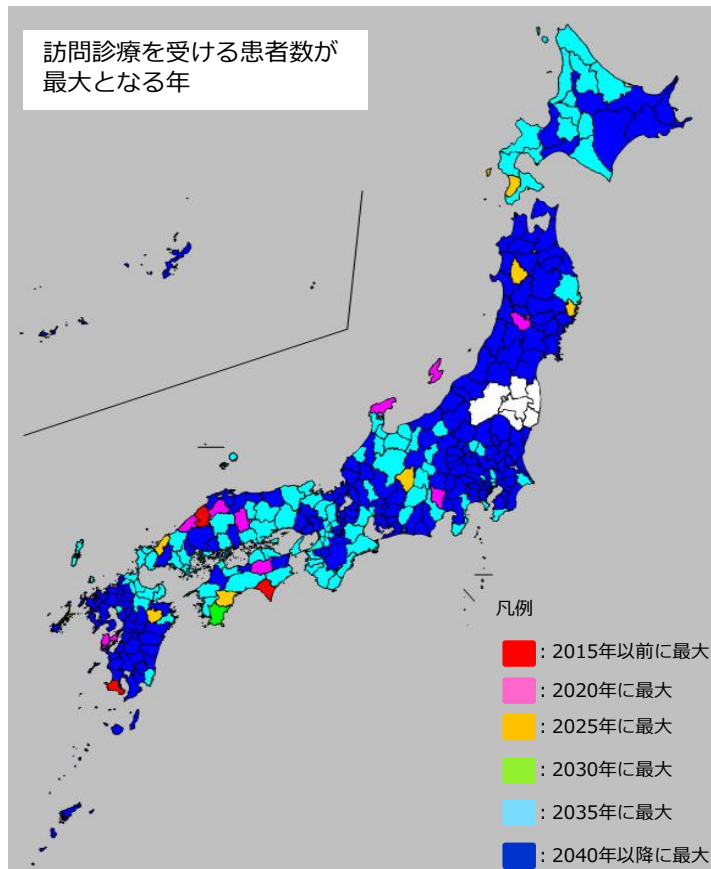 訪問診療を受ける患者数が
最大となる年
凡例
：2015年以前に最大
：2020年に最大
：2025年に最大
：2030年に最大
：2035年に最大
：2040年以降に最大